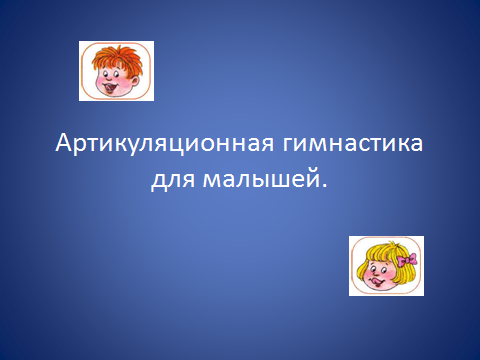 Артикуляционная гимнастика
для малышей.